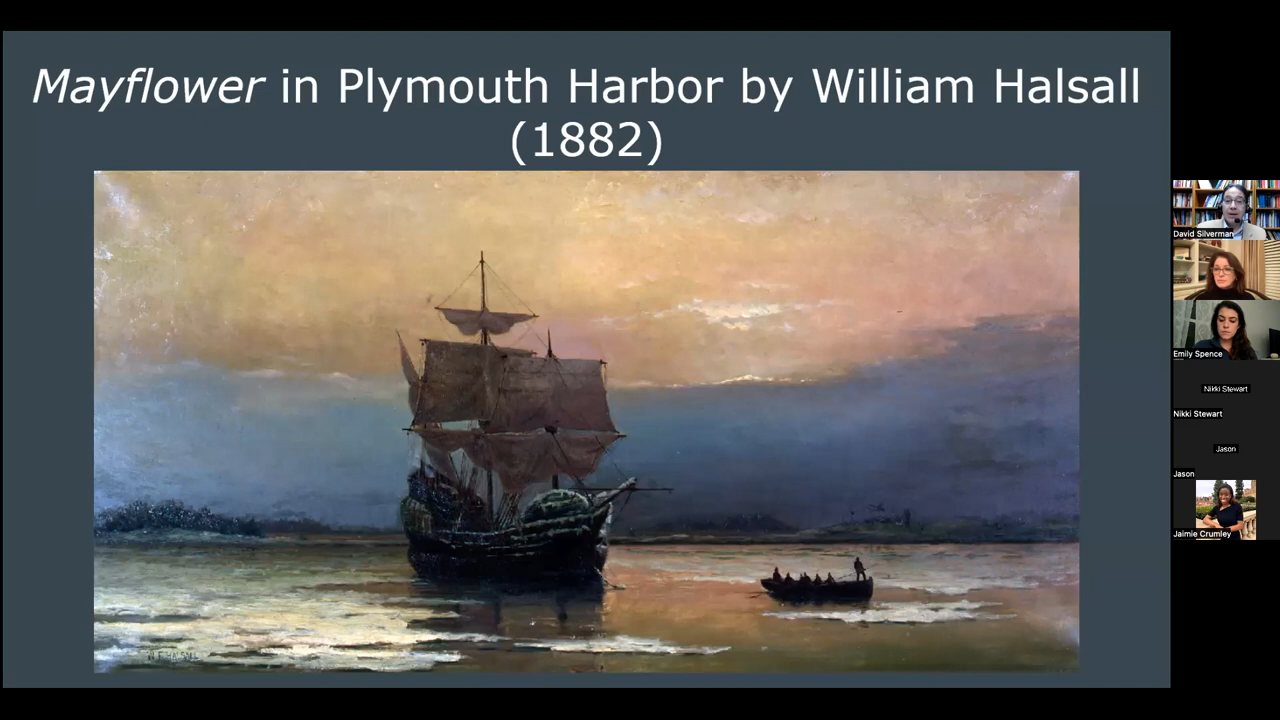 Mayflower in Plymouth Harbor by William Halsall
(1882)
David Silverman
Emily Spence
Nikki Stewart
Nikki Stewart
Jason
Jason
Jaimie Crumley